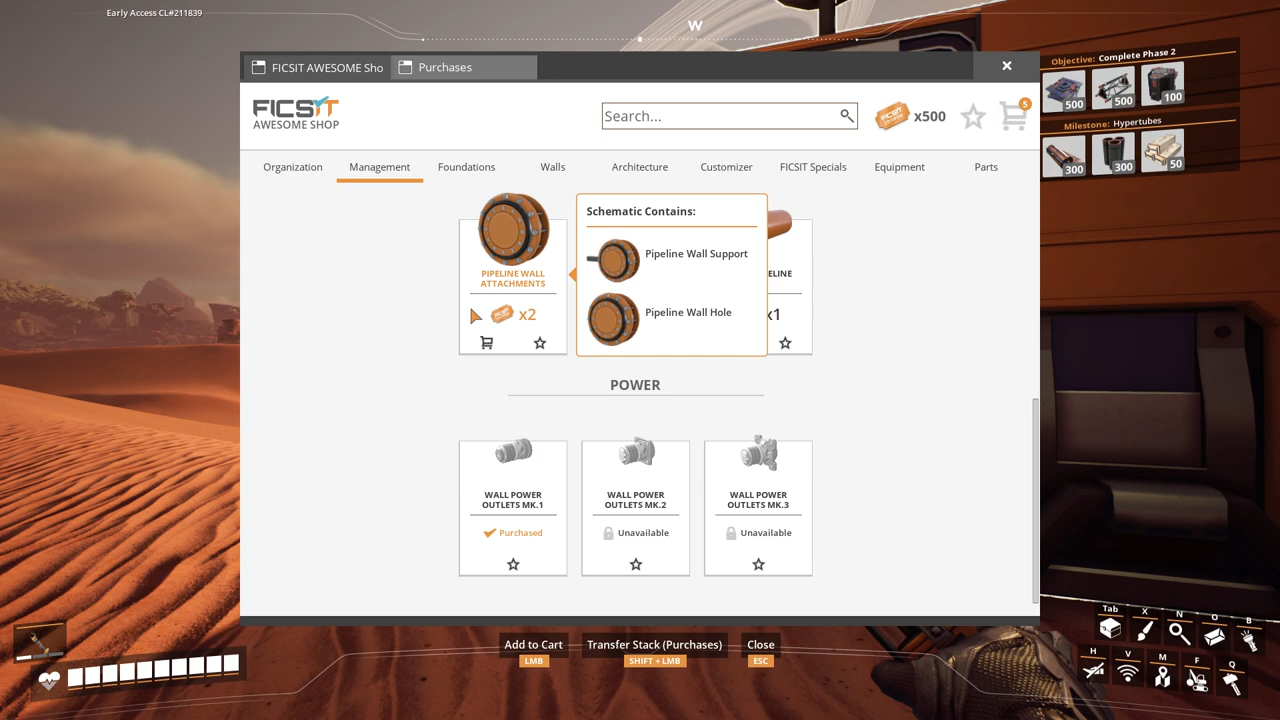 Early Access CL#211839
W
FICSIT AWESOME Sho
Purchases
Objective: Complete Phase 2
500
500
100
Milestone: Hypertubes
300
300
50
FICSIT
AWESOME SHOP
Search...
x500
5
Organization
Management
Foundations
Walls
Architecture
Customizer
FICSIT Specials
Equipment
Parts
PIPELINE WALL
ATTACHMENTS
x2
Schematic Contains:
Pipeline Wall Support
Pipeline Wall Hole
ELINE
x1
POWER
WALL POWER
OUTLETS MK.1
Purchased
WALL POWER
OUTLETS MK.2
Unavailable
WALL POWER
OUTLETS MK.3
Unavailable
Add to Cart
LMB
Transfer Stack (Purchases)
SHIFT + LMB
Close
ESC
Tab
X
N
O
B
H
V
M
F
Q